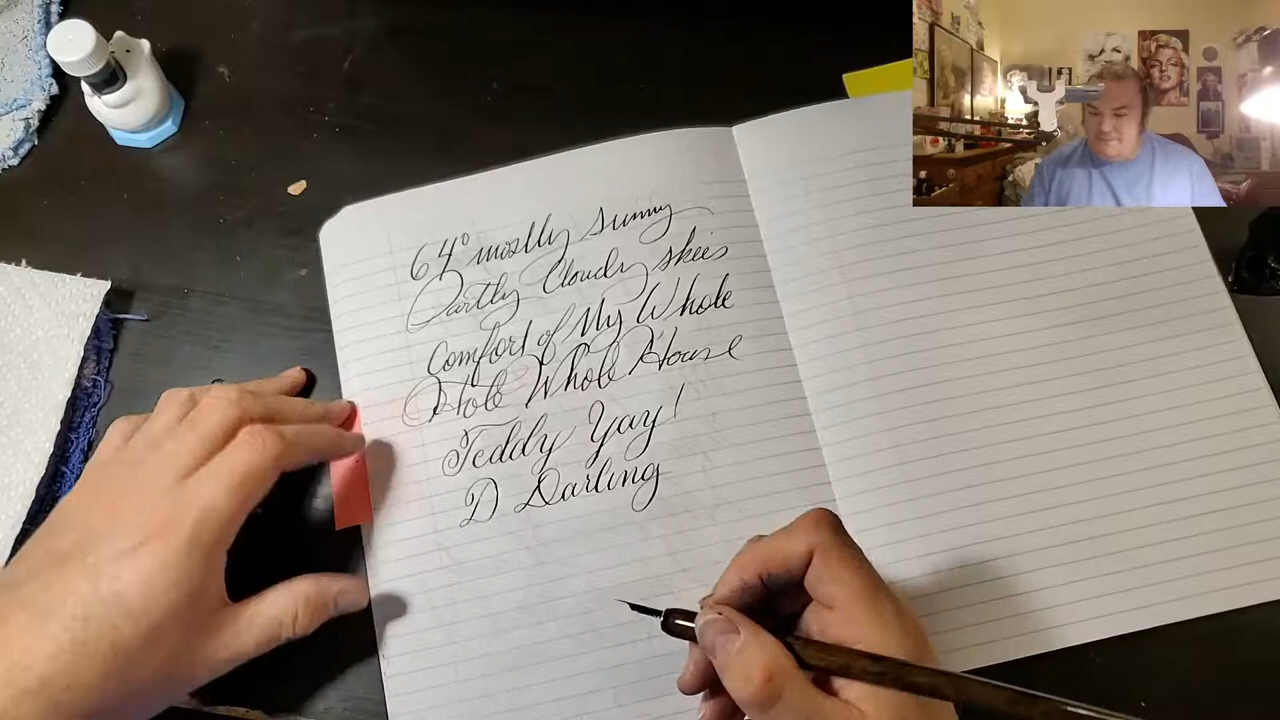 64° mostly sunny
Partly Cloudy skies
Comfort of My Whole
Hole Whole House
Teddy Yay!
D Darling